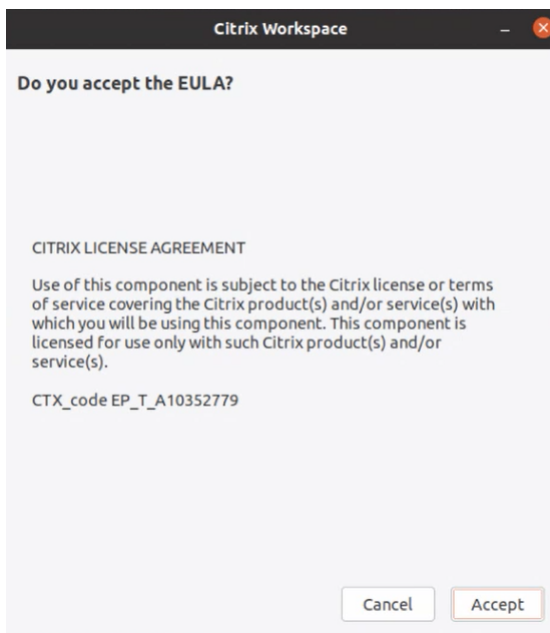 Citrix Workspace
Do you accept the EULA?
CITRIX LICENSE AGREEMENT
Use of this component is subject to the Citrix license or terms
of service covering the Citrix product(s) and/or service(s) with
which you will be using this component. This component is
licensed for use only with such Citrix product(s) and/or
service(s).
CTX_code EP_T_A10352779
Cancel Accept